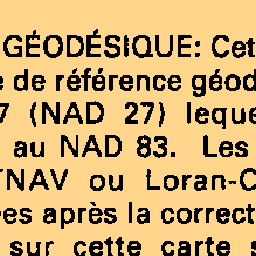 GÉODÉSIQUE: Cet
de référence géod
7 (NAD 27) leque
au NAD 83. Les
TNAV ou Loran-C
es après la correct
sur cette carte